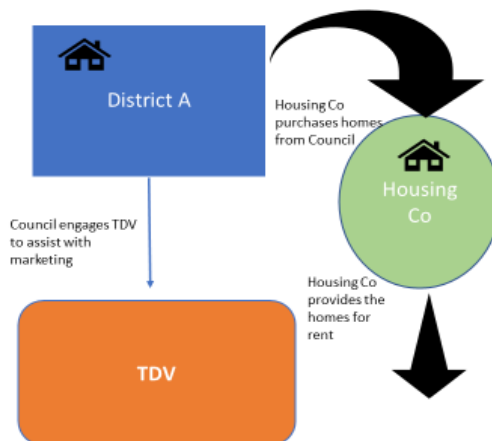 District A
Housing Co
purchases homes
from Council
Housing
Co
Council engages TDV
to assist with
marketing
Housing Co
provides the
homes for
rent
TDV